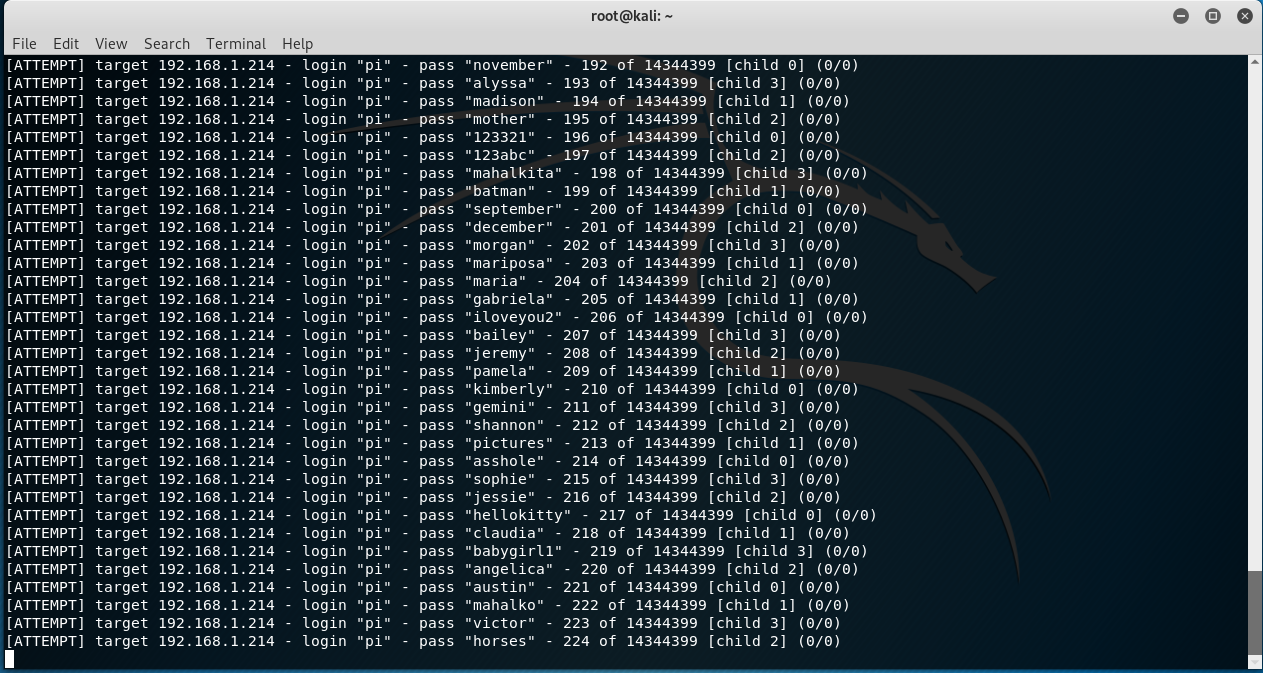 root@kali: ~
File Edit View Search Terminal Help
[ATTEMPT] target 192.168.1.214 - login "pi" - pass "november" - 192 of 14344399 [child 0] (0/0)
[ATTEMPT] target 192.168.1.214 - login "pi" - pass "alyssa" - 193 of 14344399 [child 3] (0/0)
[ATTEMPT] target 192.168.1.214 - login "pi" - pass "madison" - 194 of 14344399 [child 1] (0/0)
[ATTEMPT] target 192.168.1.214 - login "pi" - pass "mother" - 195 of 14344399 [child 2] (0/0)
[ATTEMPT] target 192.168.1.214 - login "pi" - pass "123321" - 196 of 14344399 [child 0] (0/0)
[ATTEMPT] target 192.168.1.214 - login "pi" - pass "123abc" - 197 of 14344399 [child 2] (0/0)
[ATTEMPT] target 192.168.1.214 - login "pi" - pass "mahalkita" - 198 of 14344399 [child 3] (0/0)
[ATTEMPT] target 192.168.1.214 - login "pi" - pass "batman" - 199 of 14344399 [child 1] (0/0)
[ATTEMPT] target 192.168.1.214 - login "pi" - pass "september" - 200 of 14344399 [child 0] (0/0)
[ATTEMPT] target 192.168.1.214 - login "pi" - pass "december" - 201 of 14344399 [child 2] (0/0)
[ATTEMPT] target 192.168.1.214 - login "pi" - pass "morgan" - 202 of 14344399 [child 3] (0/0)
[ATTEMPT] target 192.168.1.214 - login "pi" - pass "mariposa" - 203 of 14344399 [child 1] (0/0)
[ATTEMPT] target 192.168.1.214 - login "pi" - pass "maria" - 204 of 14344399 [child 2] (0/0)
[ATTEMPT] target 192.168.1.214 - login "pi" - pass "gabriela" - 205 of 14344399 [child 1] (0/0)
[ATTEMPT] target 192.168.1.214 - login "pi" - pass "iloveyou2" - 206 of 14344399 [child 0] (0/0)
[ATTEMPT] target 192.168.1.214 - login "pi" - pass "bailey" - 207 of 14344399 [child 3] (0/0)
[ATTEMPT] target 192.168.1.214 - login "pi" - pass "jeremy" - 208 of 14344399 [child 2] (0/0)
[ATTEMPT] target 192.168.1.214 - login "pi" - pass "pamela" - 209 of 14344399 [child 1] (0/0)
[ATTEMPT] target 192.168.1.214 - login "pi" - pass "kimberly" - 210 of 14344399 [child 0] (0/0)
[ATTEMPT] target 192.168.1.214 - login "pi" - pass "gemini" - 211 of 14344399 [child 3] (0/0)
[ATTEMPT] target 192.168.1.214 - login "pi" - pass "shannon" - 212 of 14344399 [child 2] (0/0)
[ATTEMPT] target 192.168.1.214 - login "pi" - pass "pictures" - 213 of 14344399 [child 1] (0/0)
[ATTEMPT] target 192.168.1.214 - login "pi" - pass "asshole" - 214 of 14344399 [child 0] (0/0)
[ATTEMPT] target 192.168.1.214 - login "pi" - pass "sophie" - 215 of 14344399 [child 3] (0/0)
[ATTEMPT] target 192.168.1.214 - login "pi" - pass "jessie" - 216 of 14344399 [child 2] (0/0)
[ATTEMPT] target 192.168.1.214 - login "pi" - pass "hellokitty" - 217 of 14344399 [child 0] (0/0)
[ATTEMPT] target 192.168.1.214 - login "pi" - pass "claudia" - 218 of 14344399 [child 1] (0/0)
[ATTEMPT] target 192.168.1.214 - login "pi" - pass "babygirl1" - 219 of 14344399 [child 3] (0/0)
[ATTEMPT] target 192.168.1.214 - login "pi" - pass "angelica" - 220 of 14344399 [child 2] (0/0)
[ATTEMPT] target 192.168.1.214 - login "pi" - pass "austin" - 221 of 14344399 [child 0] (0/0)
[ATTEMPT] target 192.168.1.214 - login "pi" - pass "mahalko" - 222 of 14344399 [child 1] (0/0)
[ATTEMPT] target 192.168.1.214 - login "pi" - pass "victor" - 223 of 14344399 [child 3] (0/0)
[ATTEMPT] target 192.168.1.214 - login "pi" - pass "horses" - 224 of 14344399 [child 2] (0/0)